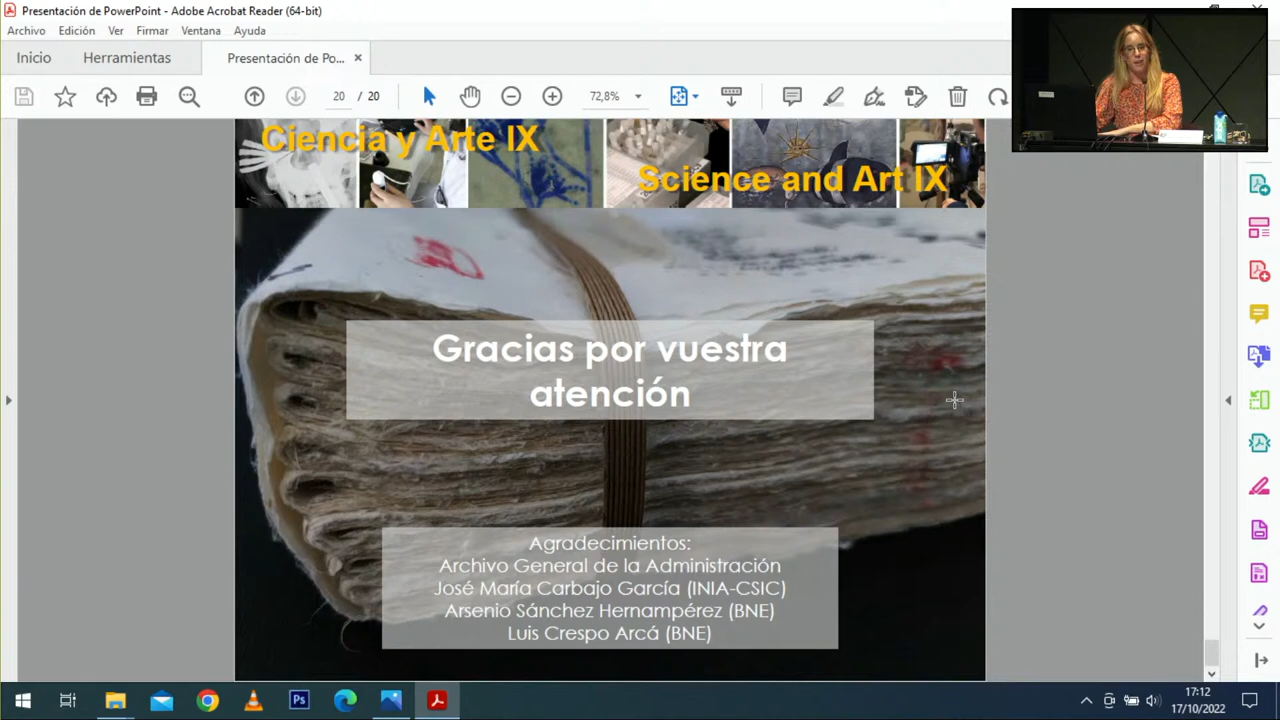 Presentación de PowerPoint - Adobe Acrobat Reader (64-bit)
Archivo Edición Ver Firmar Ventana Ayuda
Inicio Herramientas Presentación de Po...
20 / 20 72,8%
Ciencia y Arte IX
Science and Art IX
Gracias por vuestra
atención
Agradecimientos:
Archivo General de la Administración
José María Carbajo García (INIA-CSIC)
Arsenio Sánchez Hernampérez (BNE)
Luis Crespo Arcá (BNE)
Ps
17:12
17/10/2022